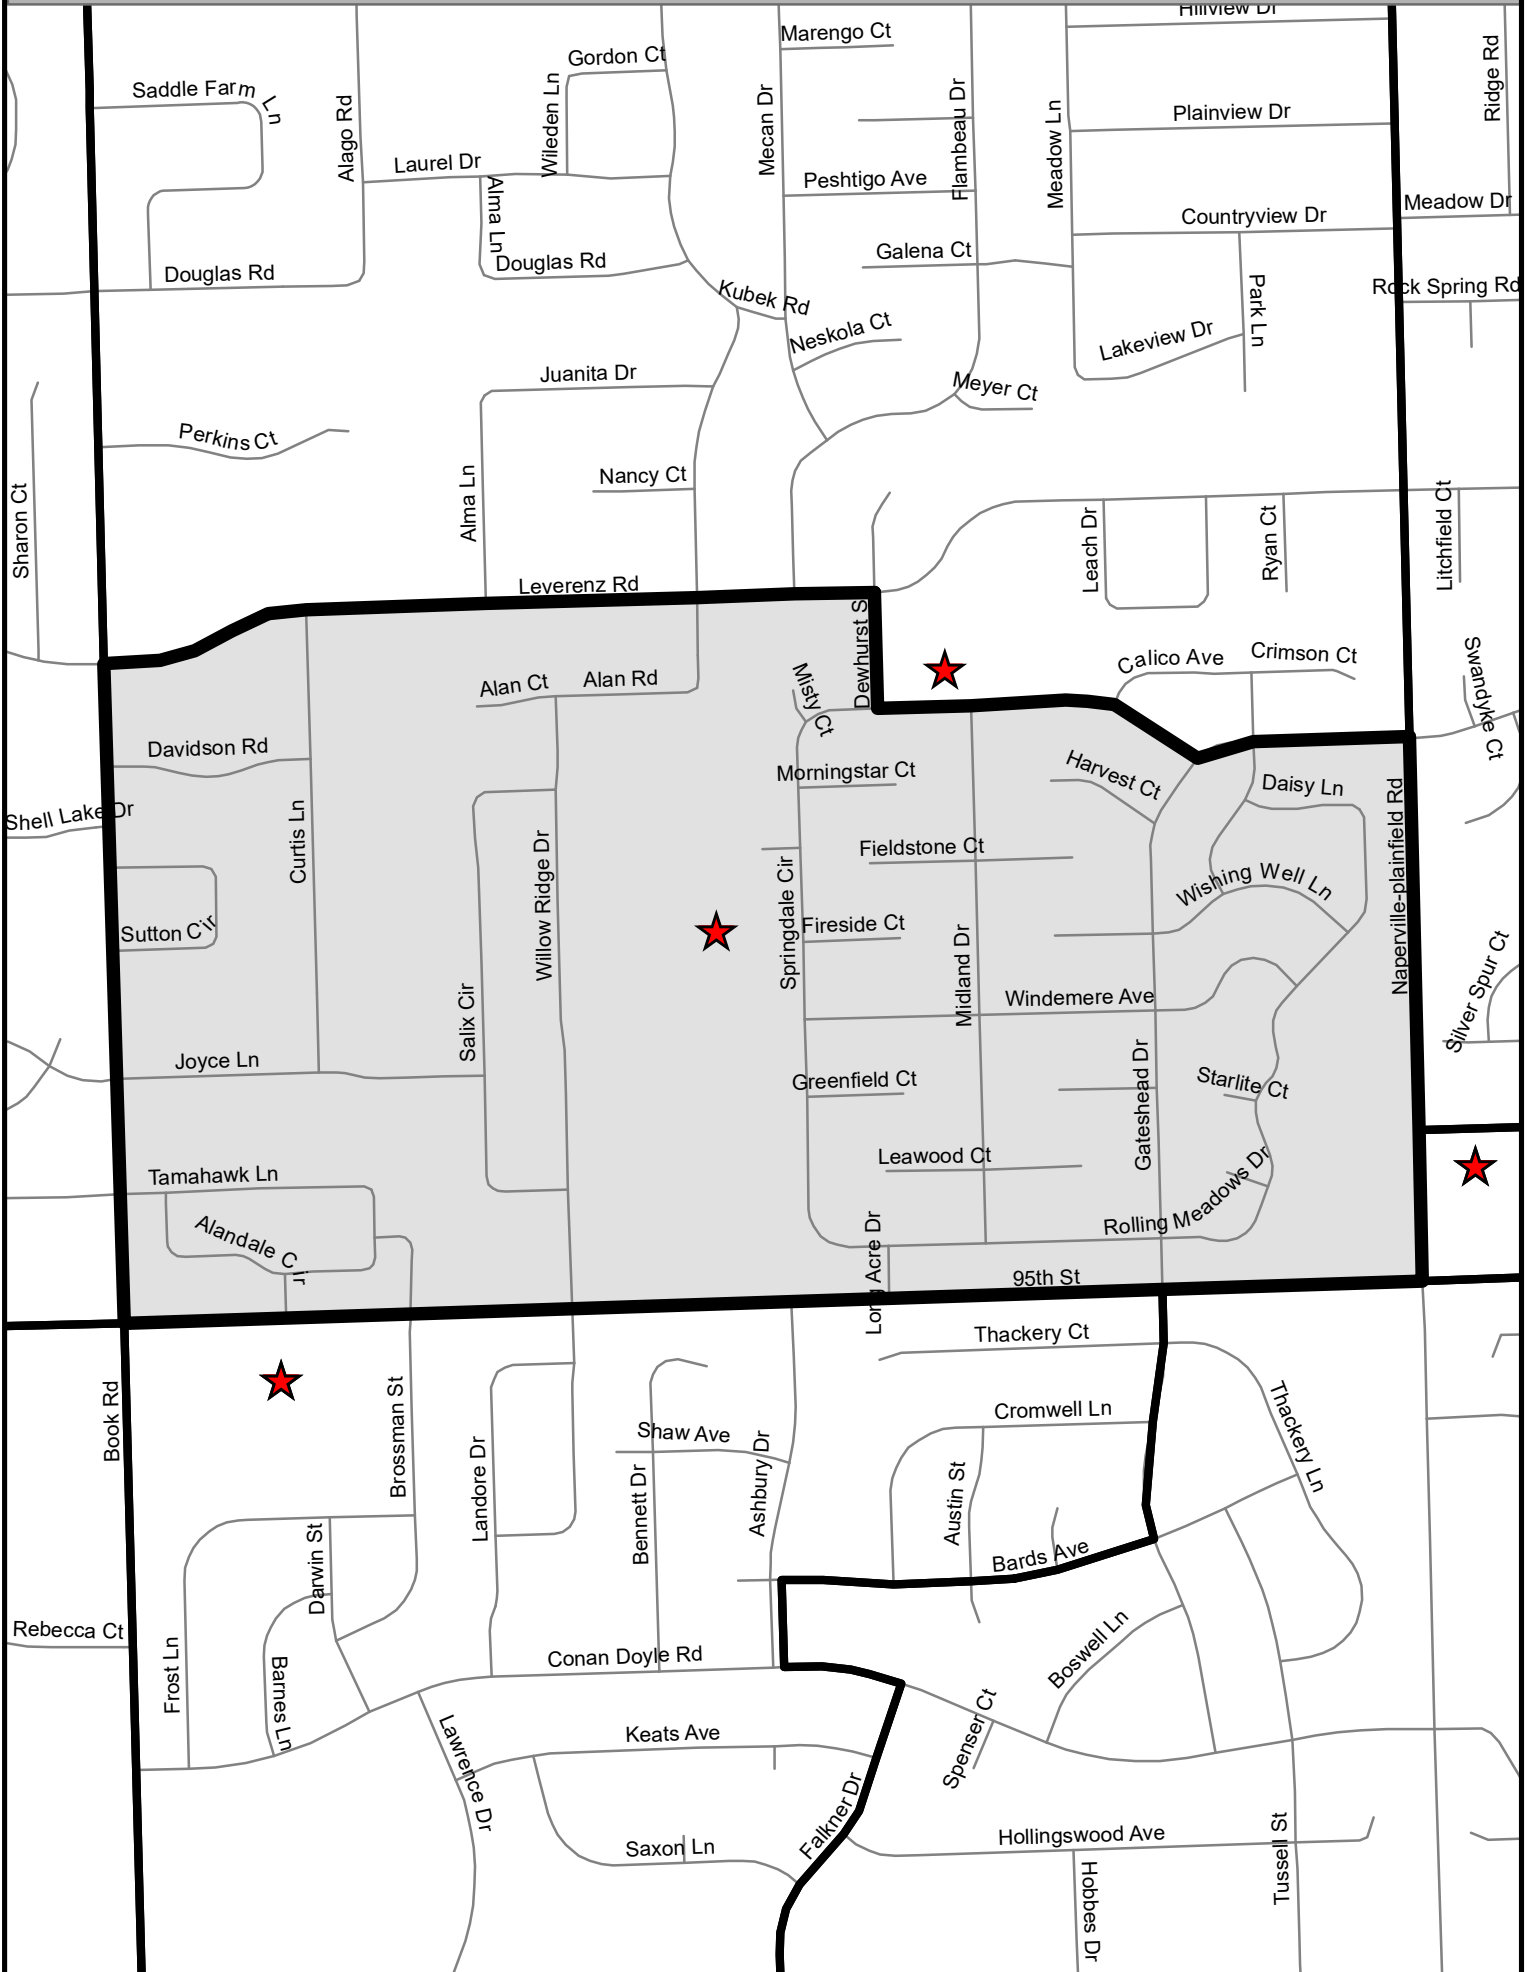 Hillview Dr
Marengo Ct
Gordon Ct
Ridge Rd
Saddle Farm Ln
Alago Rd
Wileden Ln
Mecan Dr
Flambeau Dr
Meadow Ln
Plainview Dr
Laurel Dr
Alma Ln
Peshtigo Ave
Meadow Dr
Countryview Dr
Douglas Rd
Douglas Rd
Galena Ct
Kubek Rd
Park Ln
Rock Spring Rd
Neskola Ct
Lakeview Dr
Juanita Dr
Meyer Ct
Perkins Ct
Nancy Ct
Sharon Ct
Alma Ln
Leach Dr
Ryan Ct
Litchfield Ct
Leverenz Rd
Dewhurst S
Calico Ave
Crimson Ct
Swandyke Ct
Alan Ct
Alan Rd
Misty Ct
Davidson Rd
Morningstar Ct
Harvest Ct
Daisy Ln
Shell Lake Dr
Curtis Ln
Willow Ridge Dr
Fieldstone Ct
Springdale Cir
Wishing Well Ln
Naperville-plainfield Rd
Sutton Cir
Fireside Ct
Midland Dr
Silver Spur Ct
Salix Cir
Windemere Ave
Joyce Ln
Greenfield Ct
Gateshead Dr
Starlite Ct
Tamahawk Ln
Leawood Ct
Alandale Cir
Long Acre Dr
Rolling Meadows Dr
95th St
Thackery Ct
Book Rd
Brossman St
Cromwell Ln
Thackery Ln
Landore Dr
Shaw Ave
Bennett Dr
Ashbury Dr
Austin St
Darwin St
Bards Ave
Rebecca Ct
Frost Ln
Barnes Ln
Conan Doyle Rd
Boswell Ln
Lawrence Dr
Keats Ave
Spenser Ct
Falkner Dr
Saxon Ln
Hollingswood Ave
Tussell St
Hobbes Dr